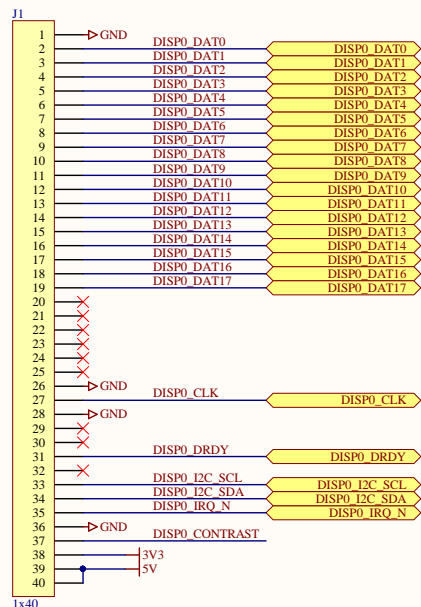 J1
1 GND
2 DISP0_DAT0 DISP0_DAT0
3 DISP0_DAT1 DISP0_DAT1
4 DISP0_DAT2 DISP0_DAT2
5 DISP0_DAT3 DISP0_DAT3
6 DISP0_DAT4 DISP0_DAT4
7 DISP0_DAT5 DISP0_DAT5
8 DISP0_DAT6 DISP0_DAT6
9 DISP0_DAT7 DISP0_DAT7
10 DISP0_DAT8 DISP0_DAT8
11 DISP0_DAT9 DISP0_DAT9
12 DISP0_DAT10 DISP0_DAT10
13 DISP0_DAT11 DISP0_DAT11
14 DISP0_DAT12 DISP0_DAT12
15 DISP0_DAT13 DISP0_DAT13
16 DISP0_DAT14 DISP0_DAT14
17 DISP0_DAT15 DISP0_DAT15
18 DISP0_DAT16 DISP0_DAT16
19 DISP0_DAT17 DISP0_DAT17
20
21
22
23
24
25
26 GND
27 DISP0_CLK DISP0_CLK
28 GND
29
30
31 DISP0_DRDY DISP0_DRDY
32
33 DISP0_I2C_SCL DISP0_I2C_SCL
34 DISP0_I2C_SDA DISP0_I2C_SDA
35 DISP0_IRQ_N DISP0_IRQ_N
36 GND
37 DISP0_CONTRAST
38 3V3
39 5V
40
1x40